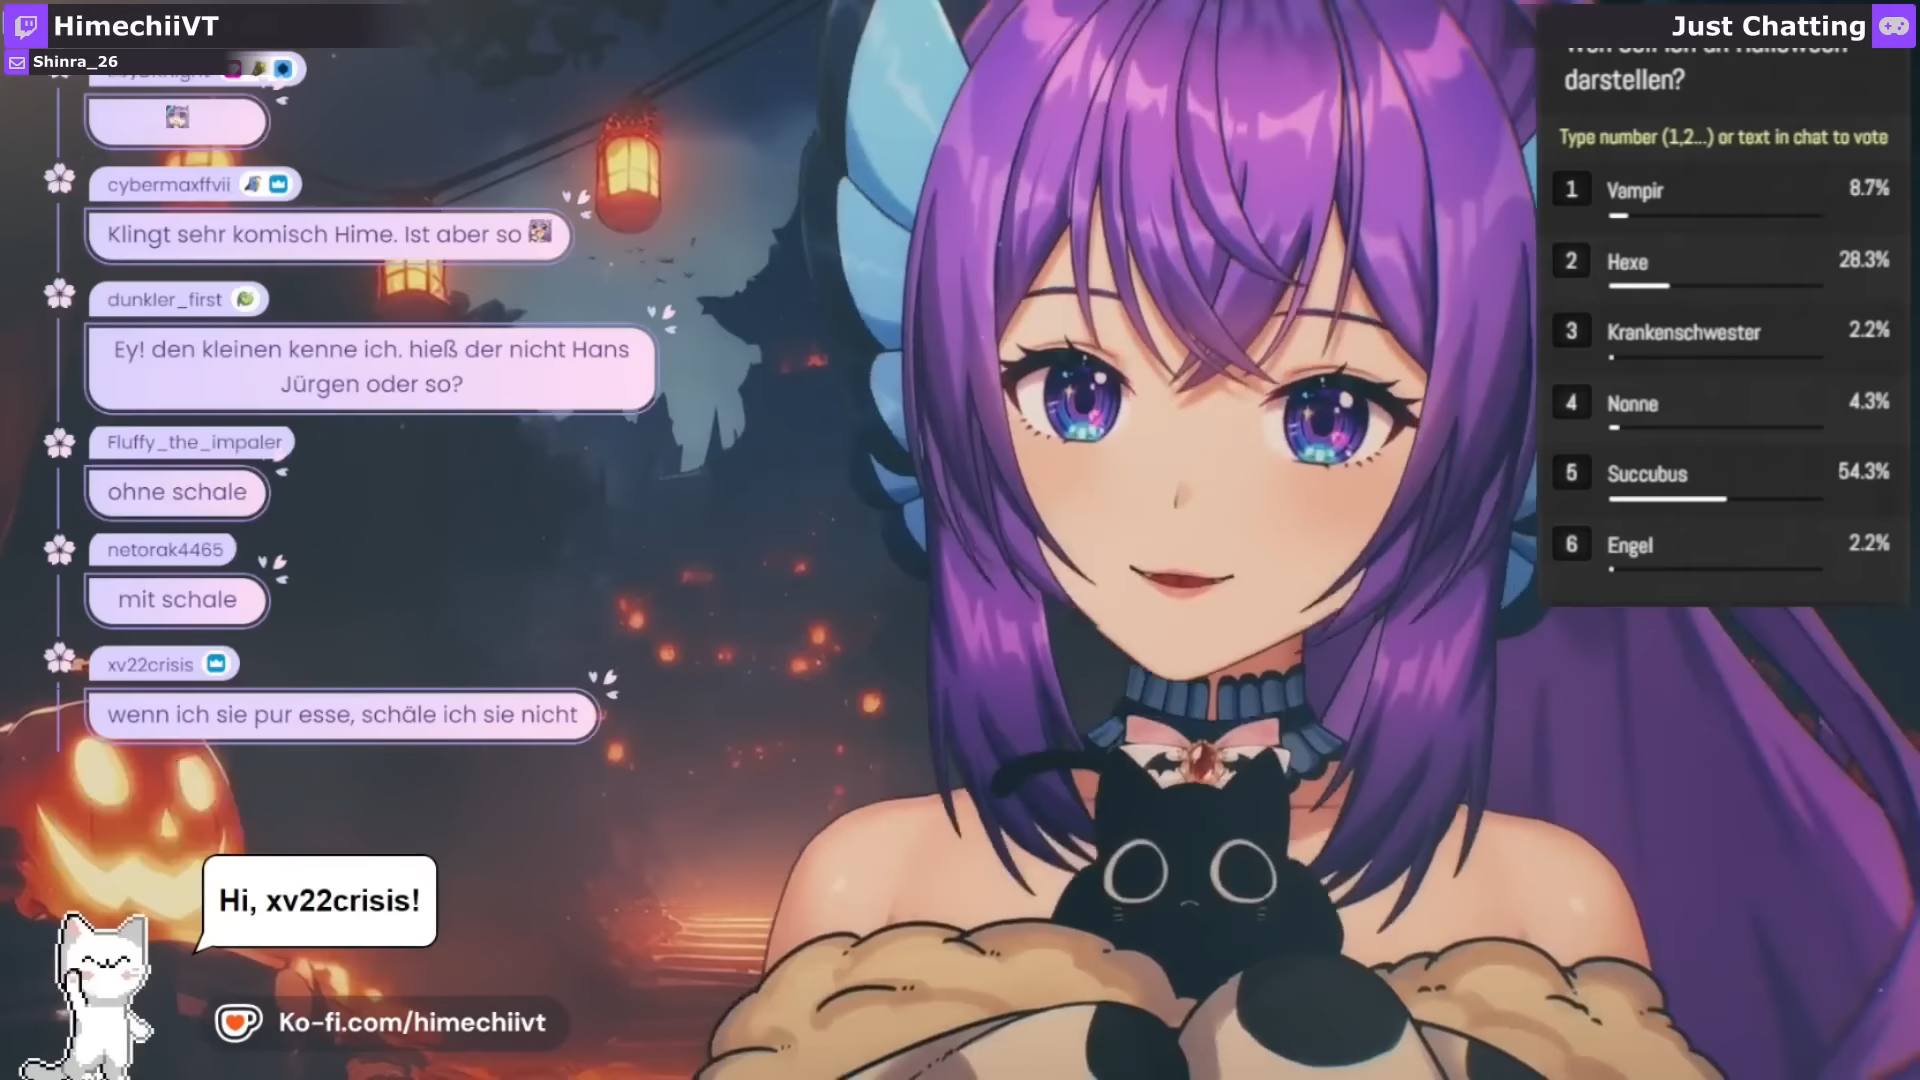 HimechiiVT
Shinra_26
cybermaxffvii
Klingt sehr komisch Hime. Ist aber so
dunkler_first
Ey! den kleinen kenne ich. hieß der nicht Hans
Jürgen oder so?
Fluffy_the_impaler
ohne schale
netorak4465
mit schale
xv22crisis
wenn ich sie pur esse, schäle ich sie nicht
Hi, xv22crisis!
Ko-fi.com/himechiivt
Just Chatting
darstellen?
Type number (1,2...) or text in chat to vote
1 Vampir 8.7%
2 Hexe 28.3%
3 Krankenschwester 2.2%
4 Nonne 4.3%
5 Succubus 54.3%
6 Engel 2.2%